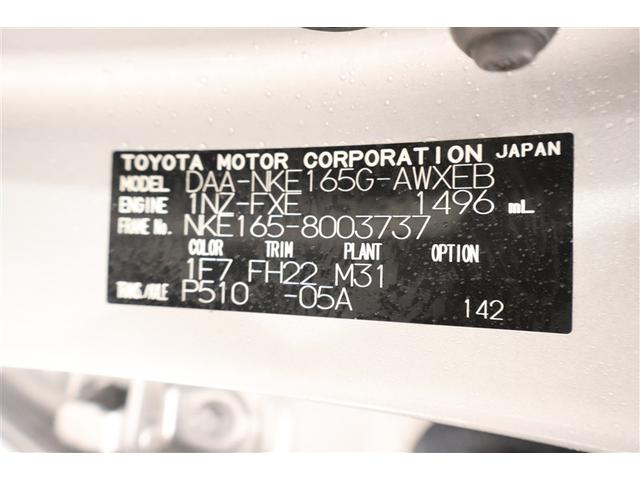 TOYOTA MOTOR CORPORATION JAPAN
MODEL DAA-NKE165G-AWXEB
ENGINE 1NZ-FXE 1496 mL
FRAME No. NKE165-8003737
COLOR TRIM PLANT OPTION
1F7 FH22 M31
TRANS./AXLE P510 -05A
142